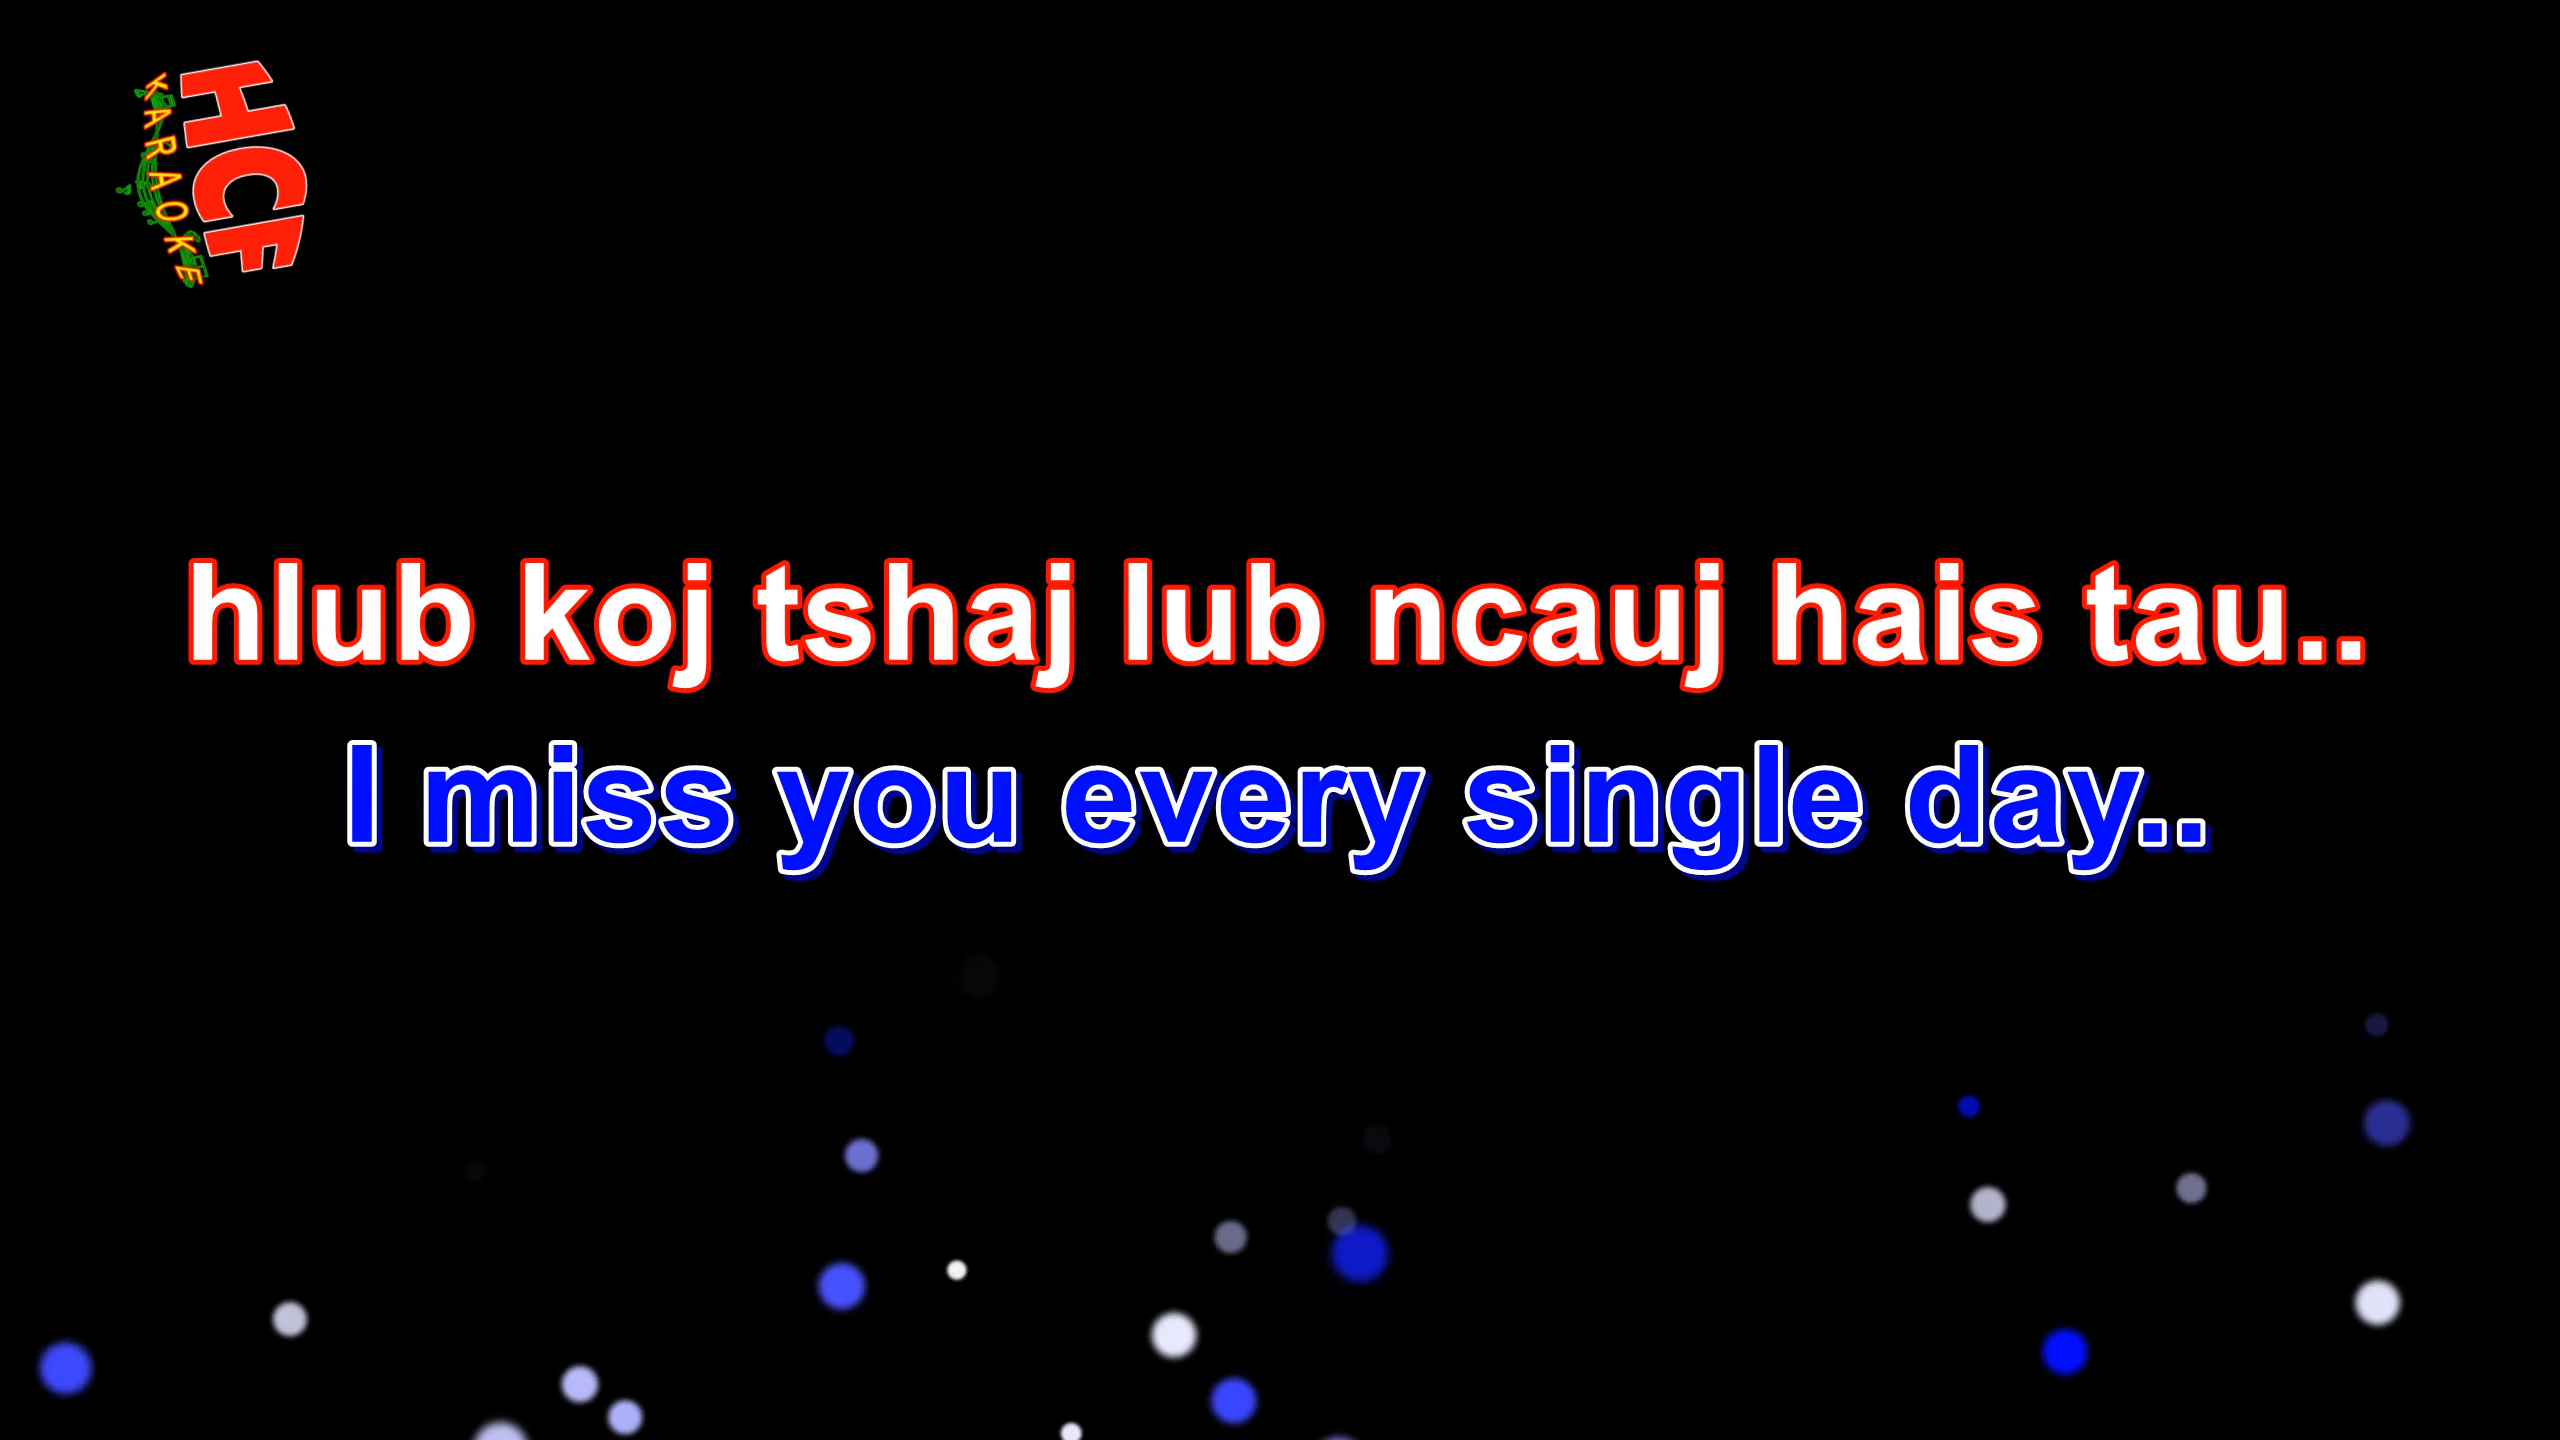 HCF
KARAOKE
hlub koj tshaj lub ncauj hais tau..
I miss you every single day..